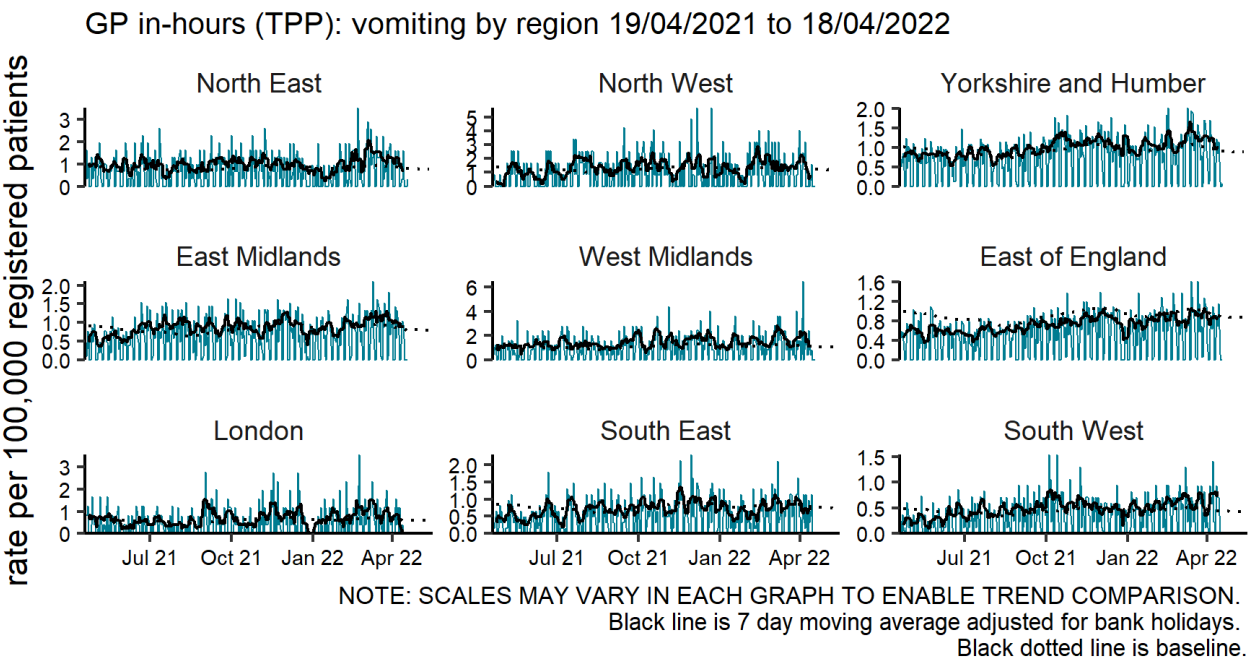 GP in-hours (TPP): vomiting by region 19/04/2021 to 18/04/2022
rate per 100,000 registered patients
North East
3
2
1
0
North West
5
4
3
2
1
0
Yorkshire and Humber
2.0
1.5
1.0
0.5
0.0
East Midlands
2.0
1.5
1.0
0.5
0.0
West Midlands
6
4
2
0
East of England
1.6
1.2
0.8
0.4
0.0
London
3
2
1
0
South East
2.0
1.5
1.0
0.5
0.0
South West
1.5
1.0
0.5
0.0
Jul 21 Oct 21 Jan 22 Apr 22
Jul 21 Oct 21 Jan 22 Apr 22
Jul 21 Oct 21 Jan 22 Apr 22
NOTE: SCALES MAY VARY IN EACH GRAPH TO ENABLE TREND COMPARISON.
Black line is 7 day moving average adjusted for bank holidays.
Black dotted line is baseline.